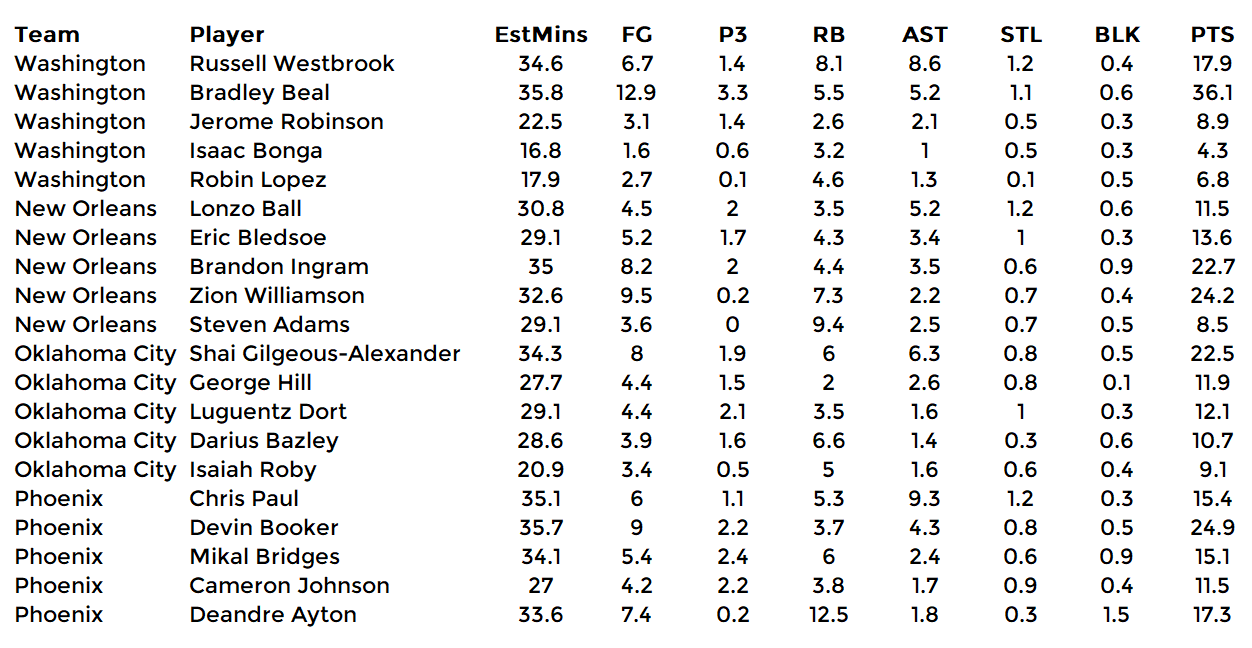 Team Player EstMins FG P3 RB AST STL BLK PTS
Washington Russell Westbrook 34.6 6.7 1.4 8.1 8.6 1.2 0.4 17.9
Washington Bradley Beal 35.8 12.9 3.3 5.5 5.2 1.1 0.6 36.1
Washington Jerome Robinson 22.5 3.1 1.4 2.6 2.1 0.5 0.3 8.9
Washington Isaac Bonga 16.8 1.6 0.6 3.2 1 0.5 0.3 4.3
Washington Robin Lopez 17.9 2.7 0.1 4.6 1.3 0.1 0.5 6.8
New Orleans Lonzo Ball 30.8 4.5 2 3.5 5.2 1.2 0.6 11.5
New Orleans Eric Bledsoe 29.1 5.2 1.7 4.3 3.4 1 0.3 13.6
New Orleans Brandon Ingram 35 8.2 2 4.4 3.5 0.6 0.9 22.7
New Orleans Zion Williamson 32.6 9.5 0.2 7.3 2.2 0.7 0.4 24.2
New Orleans Steven Adams 29.1 3.6 0 9.4 2.5 0.7 0.5 8.5
Oklahoma City Shai Gilgeous-Alexander 34.3 8 1.9 6 6.3 0.8 0.5 22.5
Oklahoma City George Hill 27.7 4.4 1.5 2 2.6 0.8 0.1 11.9
Oklahoma City Luguentz Dort 29.1 4.4 2.1 3.5 1.6 1 0.3 12.1
Oklahoma City Darius Bazley 28.6 3.9 1.6 6.6 1.4 0.3 0.6 10.7
Oklahoma City Isaiah Roby 20.9 3.4 0.5 5 1.6 0.6 0.4 9.1
Phoenix Chris Paul 35.1 6 1.1 5.3 9.3 1.2 0.3 15.4
Phoenix Devin Booker 35.7 9 2.2 3.7 4.3 0.8 0.5 24.9
Phoenix Mikal Bridges 34.1 5.4 2.4 6 2.4 0.6 0.9 15.1
Phoenix Cameron Johnson 27 4.2 2.2 3.8 1.7 0.9 0.4 11.5
Phoenix Deandre Ayton 33.6 7.4 0.2 12.5 1.8 0.3 1.5 17.3